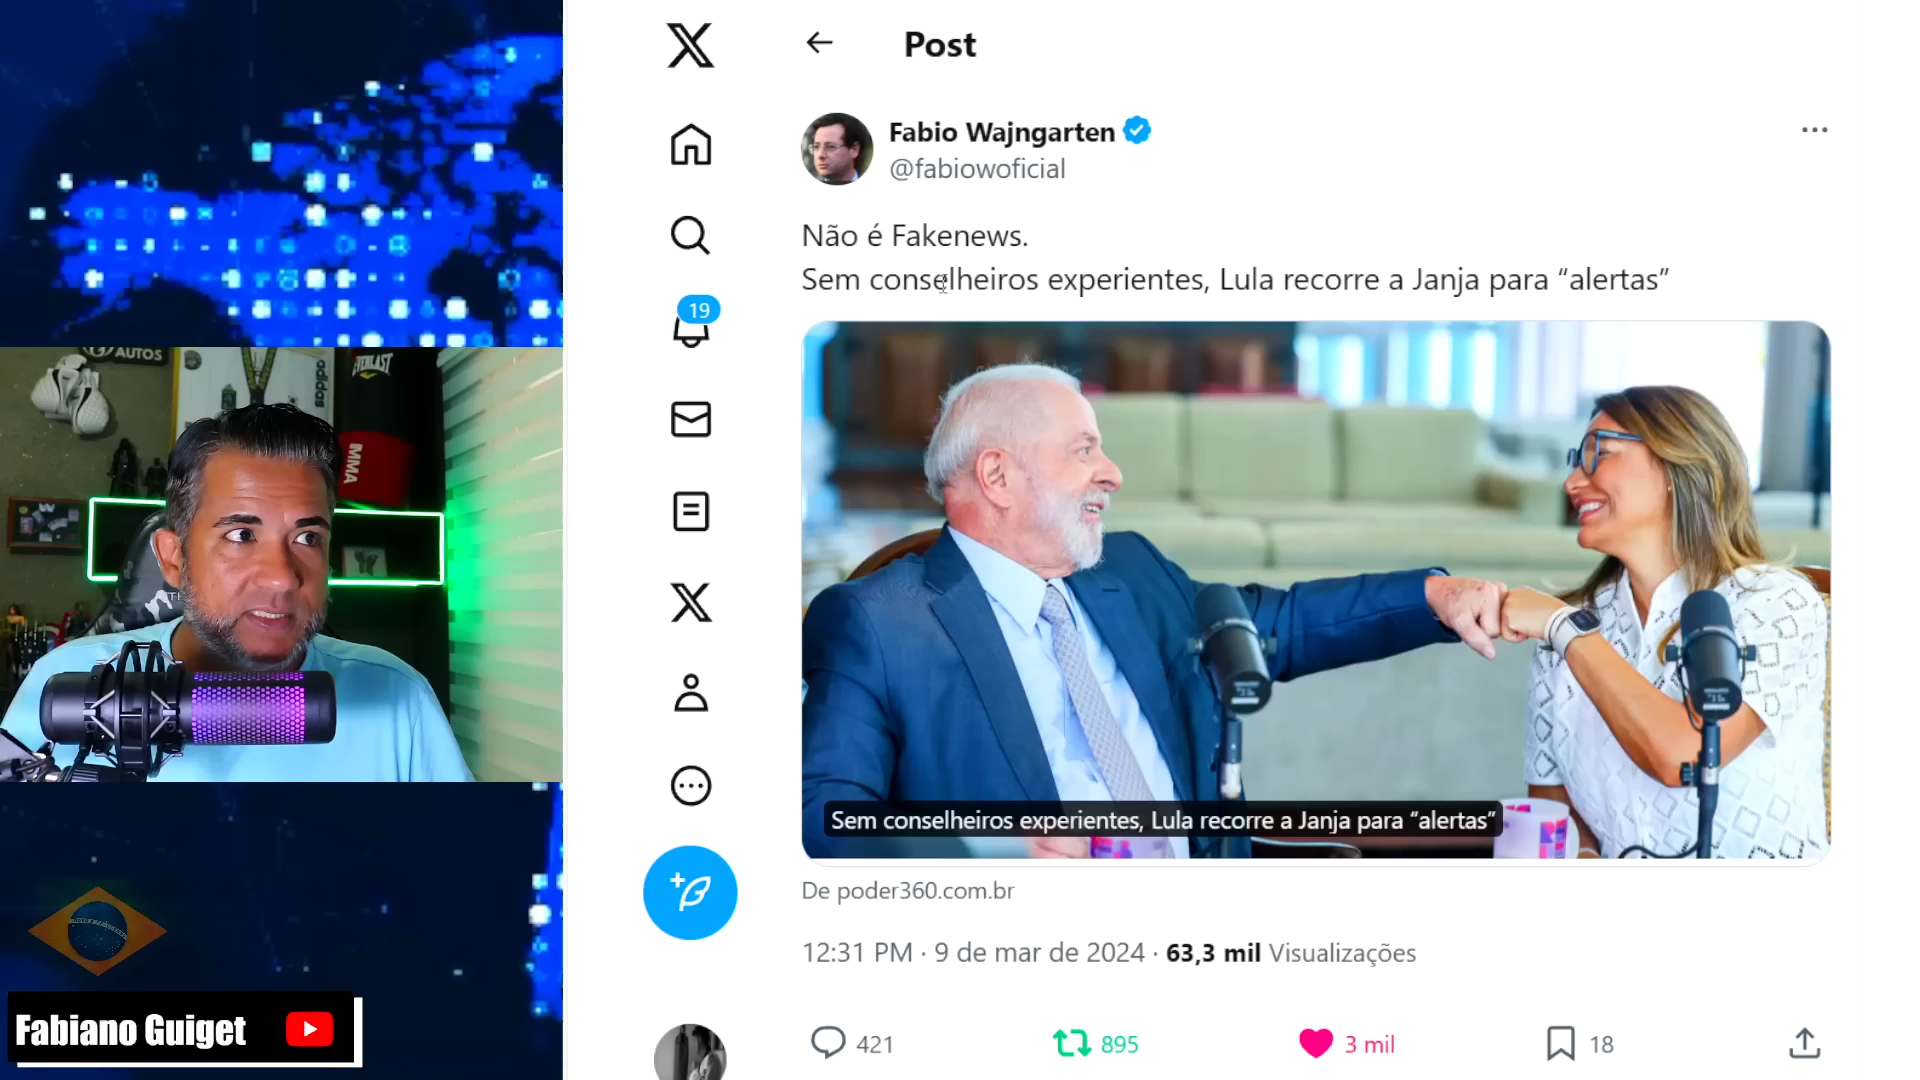 Post
Fabio Wajngarten
@fabiowoficial
Não é Fakenews.
Sem conselheiros experientes, Lula recorre a Janja para “alertas”
19
AUTOS
EVERLAST
adidas
MMA
Sem conselheiros experientes, Lula recorre a Janja para “alertas”
De poder360.com.br
12:31 PM · 9 de mar de 2024 · 63,3 mil Visualizações
421
895
3 mil
18
Fabiano Guiget